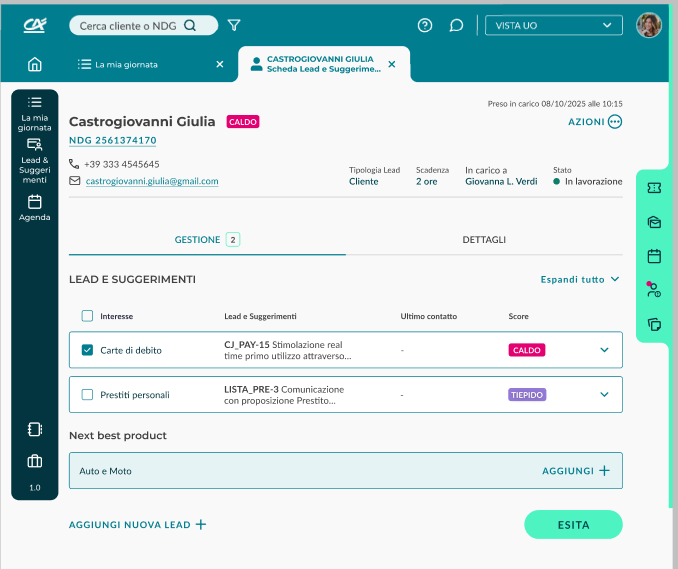 CA
Cerca cliente o NDG
VISTA UO
La mia giornata
CASTROGIOVANNI GIULIA
Scheda Lead e Suggerime...
La mia
giornata
Lead &
Suggeri
menti
Agenda
1.0
Preso in carico 08/10/2025 alle 10:15
Castrogiovanni Giulia CALDO
AZIONI
NDG 2561374170
+39 333 4545645
castrogiovanni.giulia@gmail.com
Tipologia Lead Scadenza In carico a Stato
Cliente 2 ore Giovanna L. Verdi In lavorazione
GESTIONE 2 DETTAGLI
LEAD E SUGGERIMENTI Espandi tutto
Interesse Lead e Suggerimenti Ultimo contatto Score
Carte di debito CJ_PAY-15 Stimolazione real
time primo utilizzo attraverso... - CALDO
Prestiti personali LISTA_PRE-3 Comunicazione
con proposizione Prestito... - TIEPIDO
Next best product
Auto e Moto AGGIUNGI
AGGIUNGI NUOVA LEAD ESITA